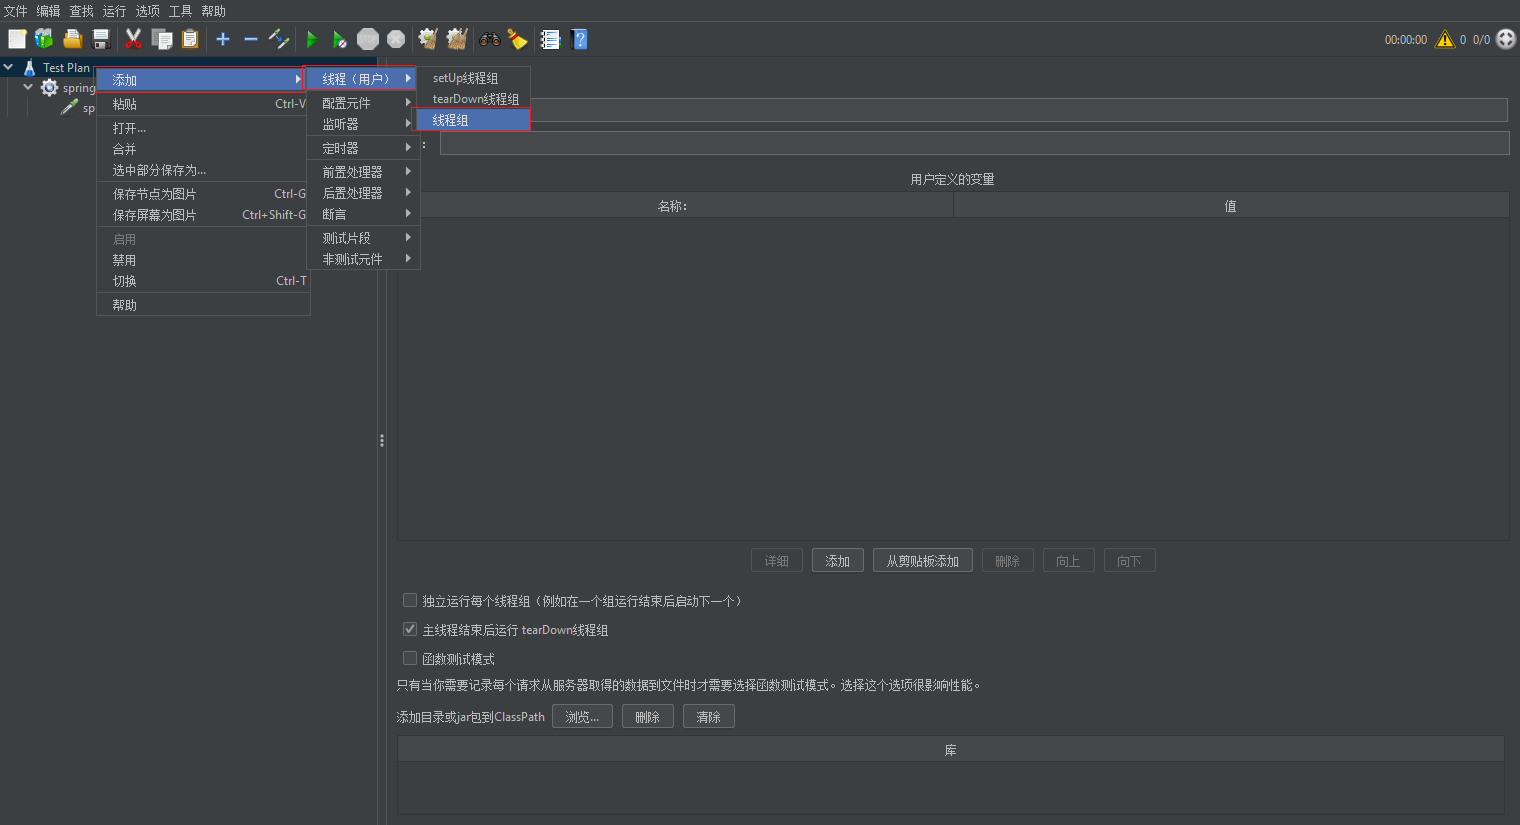 文件 编辑 查找 运行 选项 工具 帮助
00:00:00 0 0/0
Test Plan
spring
sp
添加
粘贴 Ctrl-V
打开...
合并
选中部分保存为...
保存节点为图片 Ctrl-G
保存屏幕为图片 Ctrl+Shift-G
启用
禁用
切换 Ctrl-T
帮助
线程（用户）
配置元件
监听器
定时器
前置处理器
后置处理器
断言
测试片段
非测试元件
setUp线程组
tearDown线程组
线程组
:
用户定义的变量
名称: 值
详细 添加 从剪贴板添加 删除 向上 向下
独立运行每个线程组（例如在一个组运行结束后启动下一个）
主线程结束后运行 tearDown线程组
函数测试模式
只有当你需要记录每个请求从服务器取得的数据到文件时才需要选择函数测试模式。选择这个选项很影响性能。
添加目录或jar包到ClassPath 浏览... 删除 清除
库